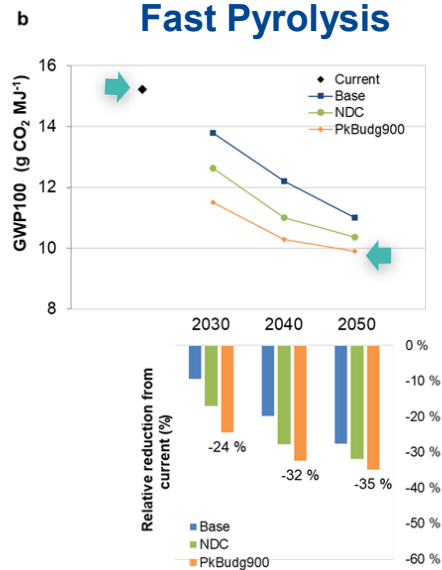 b
Fast Pyrolysis
GWP100 (g CO₂ MJ⁻¹)
16
14
12
10
8
Current
Base
NDC
PkBudg900
2030 2040 2050
Relative reduction from
current (%)
0 %
-10 %
-20 %
-30 %
-40 %
-50 %
-60 %
-24 %
-32 %
-35 %
Base
NDC
PkBudg900